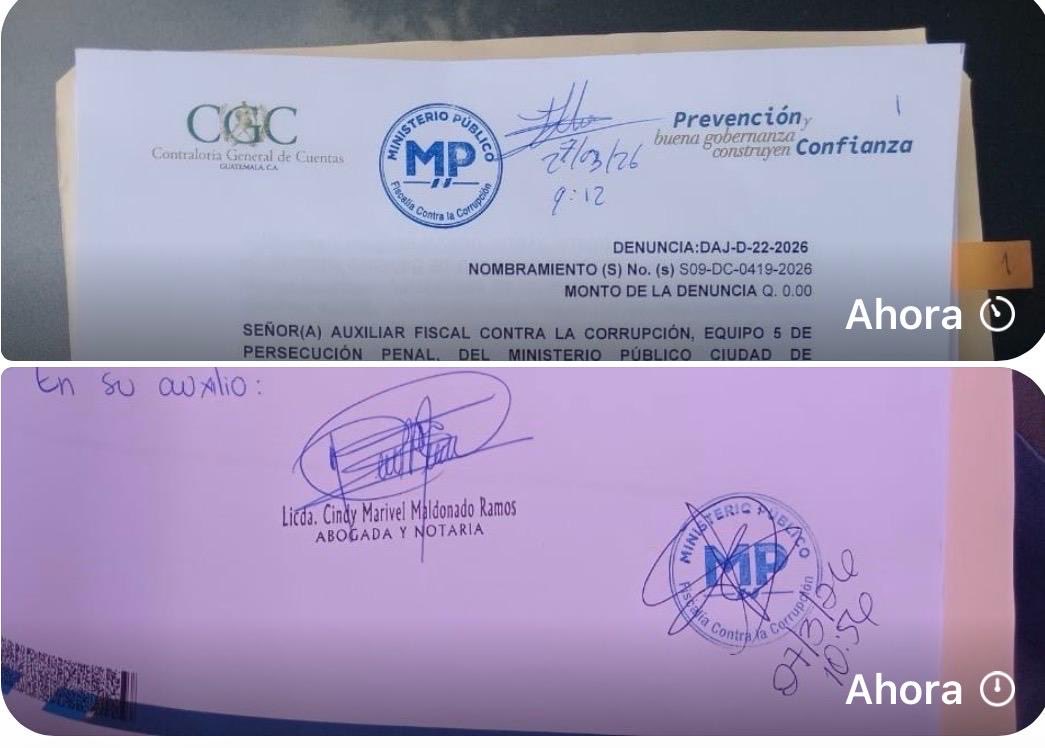 CGC
Contraloría General de Cuentas
GUATEMALA, C.A.
MINISTERIO PÚBLICO
MP
Fiscalía Contra la Corrupción
27/03/26
9:12
Prevención y
buena gobernanza
construyen Confianza
1
DENUNCIA:DAJ-D-22-2026
NOMBRAMIENTO (S) No. (s) S09-DC-0419-2026
MONTO DE LA DENUNCIA Q. 0.00
1
Ahora
SEÑOR(A) AUXILIAR FISCAL CONTRA LA CORRUPCIÓN, EQUIPO 5 DE
PERSECUCIÓN PENAL, DEL MINISTERIO PÚBLICO CIUDAD DE
En su auxilio:
Licda. Cindy Marivel Maldonado Ramos
ABOGADA Y NOTARIA
MINISTERIO PÚBLICO
MP
Fiscalía Contra la Corrupción
10:56
Ahora